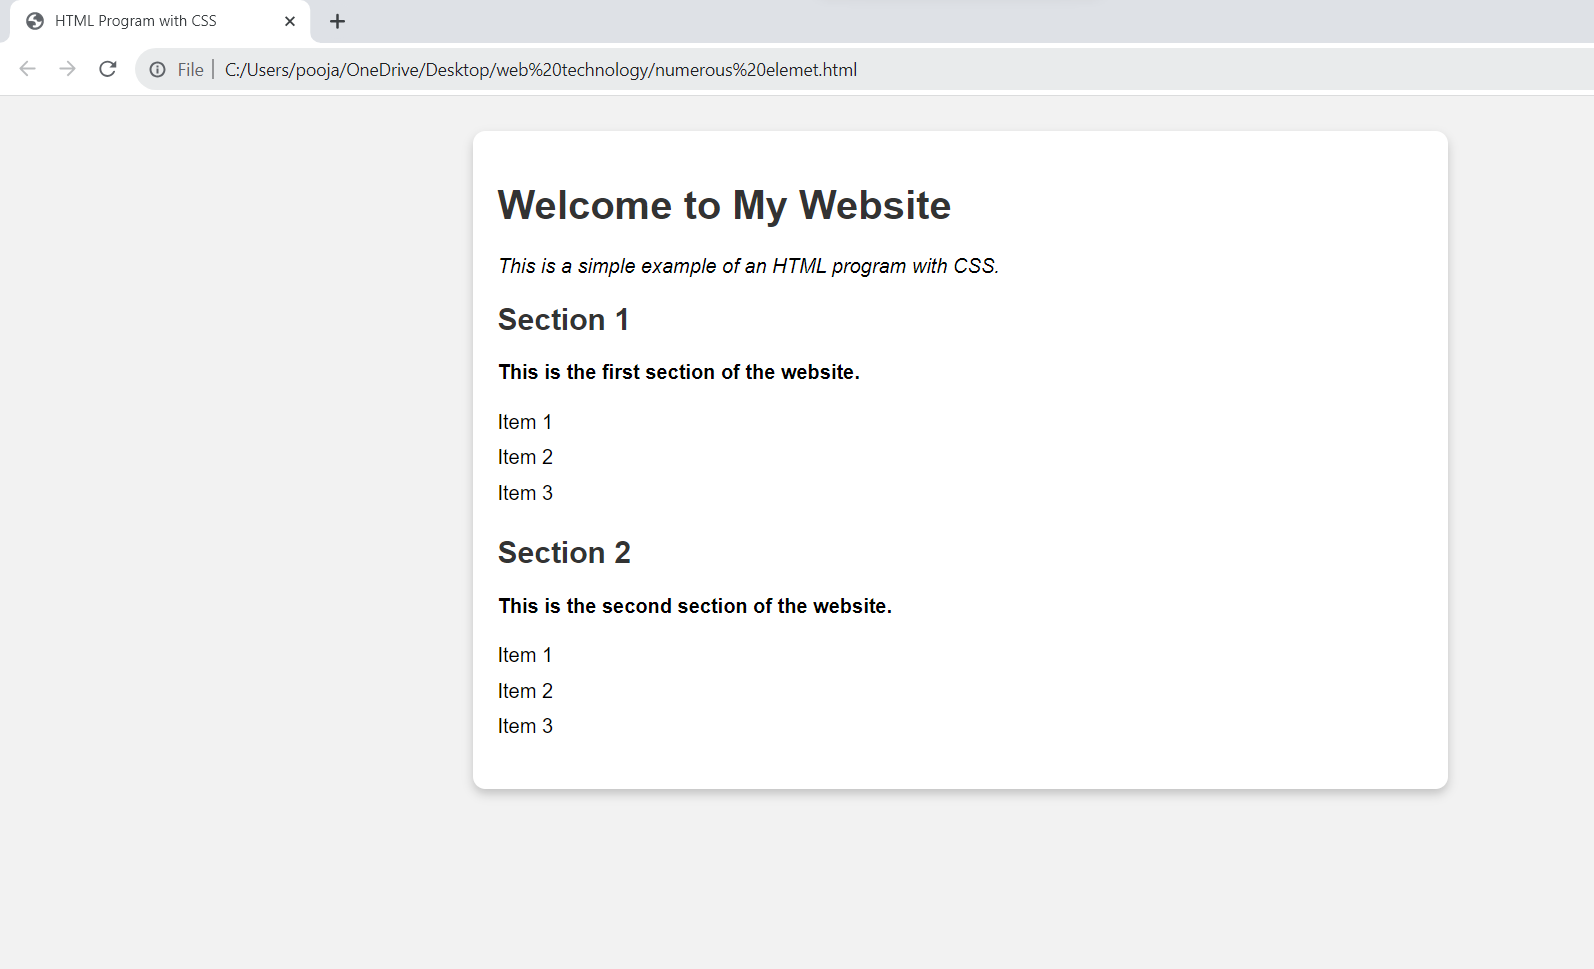 HTML Program with CSS
File | C:/Users/pooja/OneDrive/Desktop/web%20technology/numerous%20elemet.html
Welcome to My Website
This is a simple example of an HTML program with CSS.
Section 1
This is the first section of the website.
Item 1
Item 2
Item 3
Section 2
This is the second section of the website.
Item 1
Item 2
Item 3